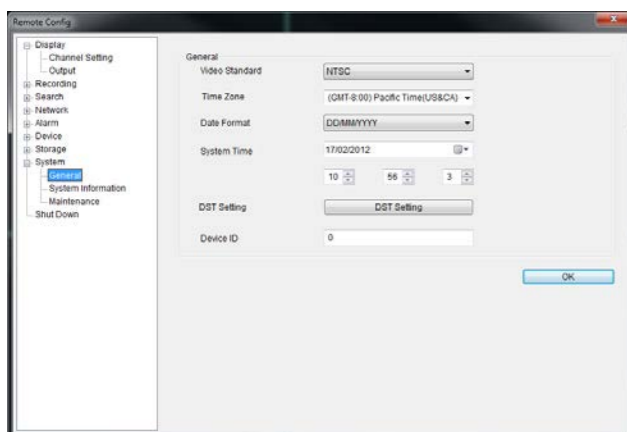 Remote Config
Display
Channel Setting
Output
Recording
Search
Network
Alarm
Device
Storage
System
General
System Information
Maintenance
Shut Down
General
Video Standard NTSC
Time Zone (GMT-8:00) Pacific Time(US&CA)
Date Format DD/MM/YYYY
System Time 17/02/2012
10 56 3
DST Setting DST Setting
Device ID 0
OK